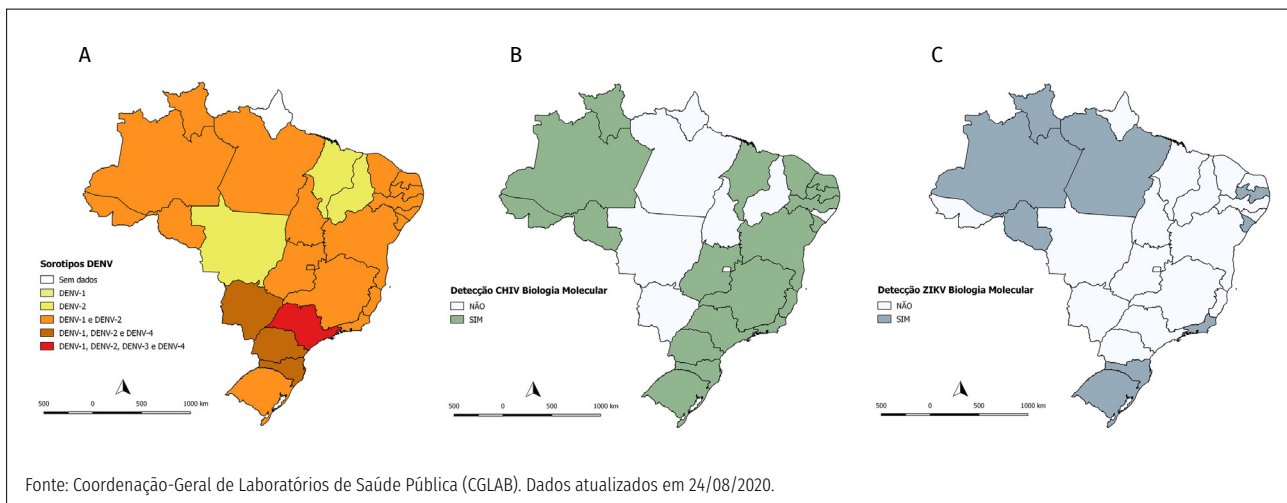 A
B
C
Sorotipos DENV
Sem dados
DENV-1
DENV-2
DENV-1 e DENV-2
DENV-1, DENV-2 e DENV-4
DENV-1, DENV-2, DENV-3 e DENV-4
500 0 500 1000 km
Detecção CHIV Biologia Molecular
NÃO
SIM
500 0 500 1000 km
Detecção ZIKV Biologia Molecular
NÃO
SIM
500 0 500 1000 km
Fonte: Coordenação-Geral de Laboratórios de Saúde Pública (CGLAB). Dados atualizados em 24/08/2020.